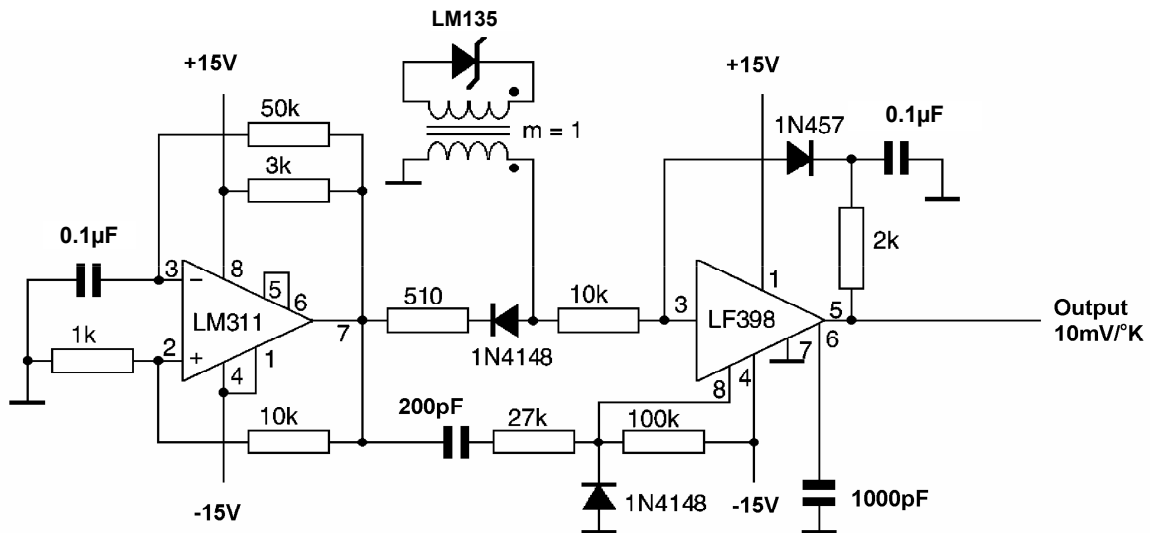 LM135
+15V
+15V
50k
m = 1
1N457
0.1µF
3k
0.1µF
2k
3
8
5
6
1
LM311
7
510
10k
3
LF398
5
Output
10mV/°K
1k
2
1
4
1N4148
6
7
4
8
10k
200pF
27k
100k
-15V
1N4148
-15V
1000pF